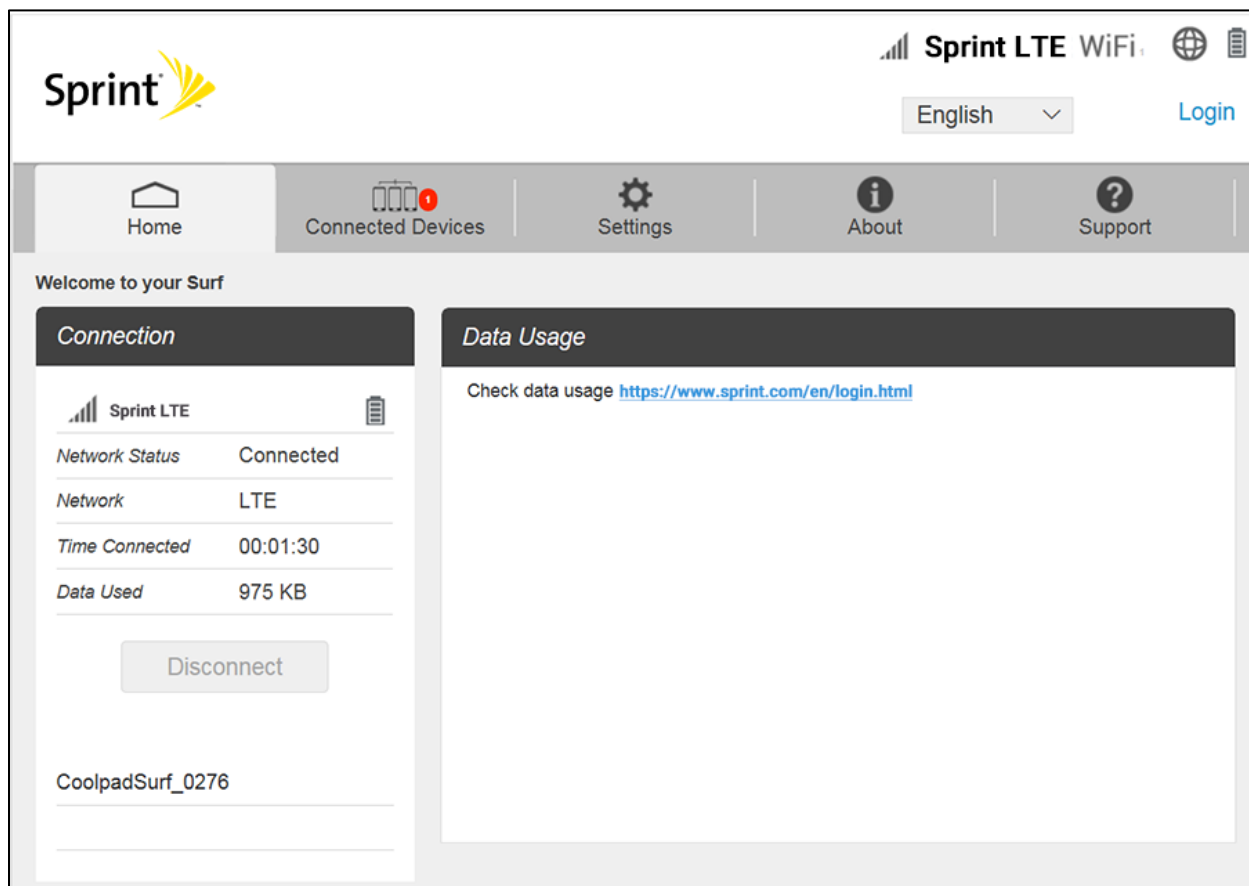 Sprint LTE WiFi 1
Sprint
English
Login
Home
Connected Devices 1
Settings
About
Support
Welcome to your Surf
Connection
Sprint LTE
Network Status Connected
Network LTE
Time Connected 00:01:30
Data Used 975 KB
Disconnect
CoolpadSurf_0276
Data Usage
Check data usage https://www.sprint.com/en/login.html